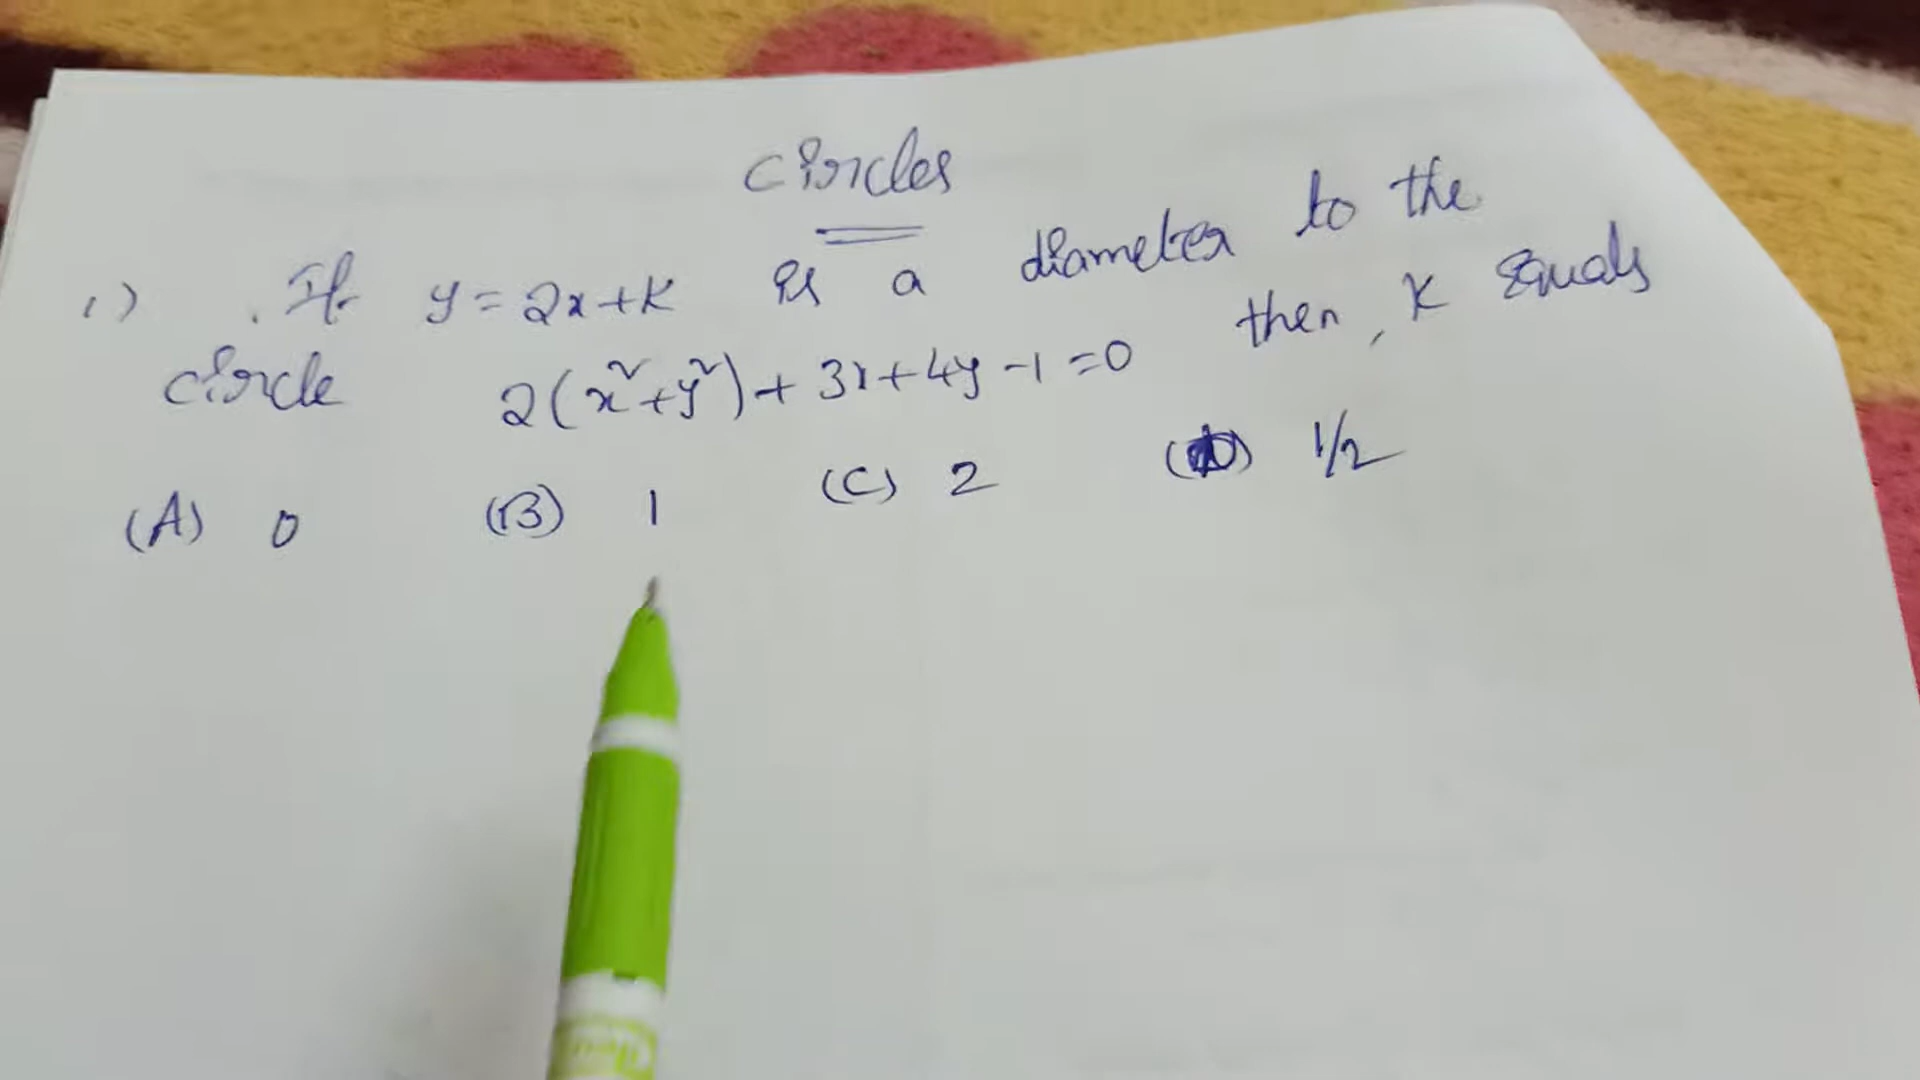 Circles
1) . If y = 2x+k is a diameter to the
circle 2(x²+y²)+3x+4y-1=0 then, k equals
(A) 0 (B) 1 (C) 2 (D) 1/2